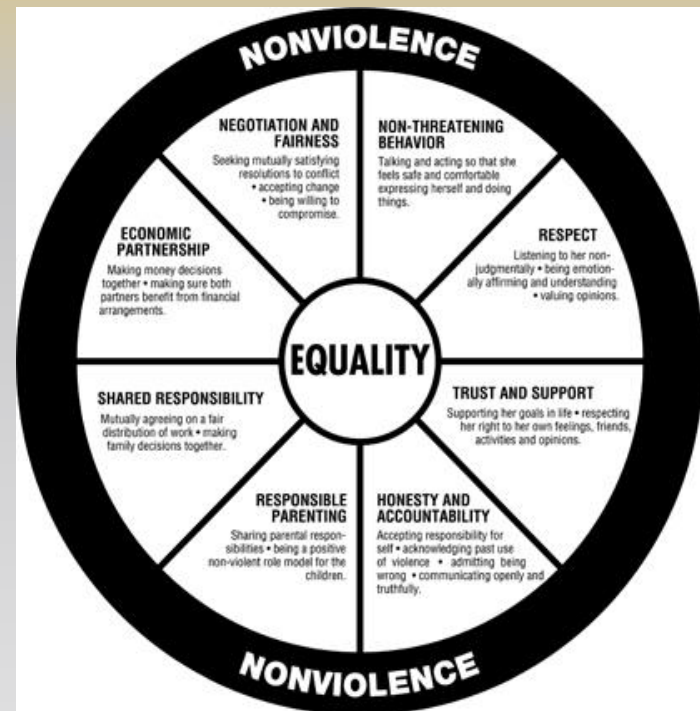 NONVIOLENCE
NEGOTIATION AND
FAIRNESS
Seeking mutually satisfying
resolutions to conflict
• accepting change
• being willing to
compromise.
NON-THREATENING
BEHAVIOR
Talking and acting so that she
feels safe and comfortable
expressing herself and doing
things.
ECONOMIC
PARTNERSHIP
Making money decisions
together • making sure both
partners benefit from financial
arrangements.
RESPECT
Listening to her non-
judgmentally • being emotion-
ally affirming and understanding
• valuing opinions.
EQUALITY
SHARED RESPONSIBILITY
Mutually agreeing on a fair
distribution of work • making
family decisions together.
TRUST AND SUPPORT
Supporting her goals in life • respecting
her right to her own feelings, friends,
activities and opinions.
RESPONSIBLE
PARENTING
Sharing parental respon-
sibilities • being a positive
non-violent role model for the
children.
HONESTY AND
ACCOUNTABILITY
Accepting responsibility for
self • acknowledging past use
of violence • admitting being
wrong • communicating openly and
truthfully.
NONVIOLENCE